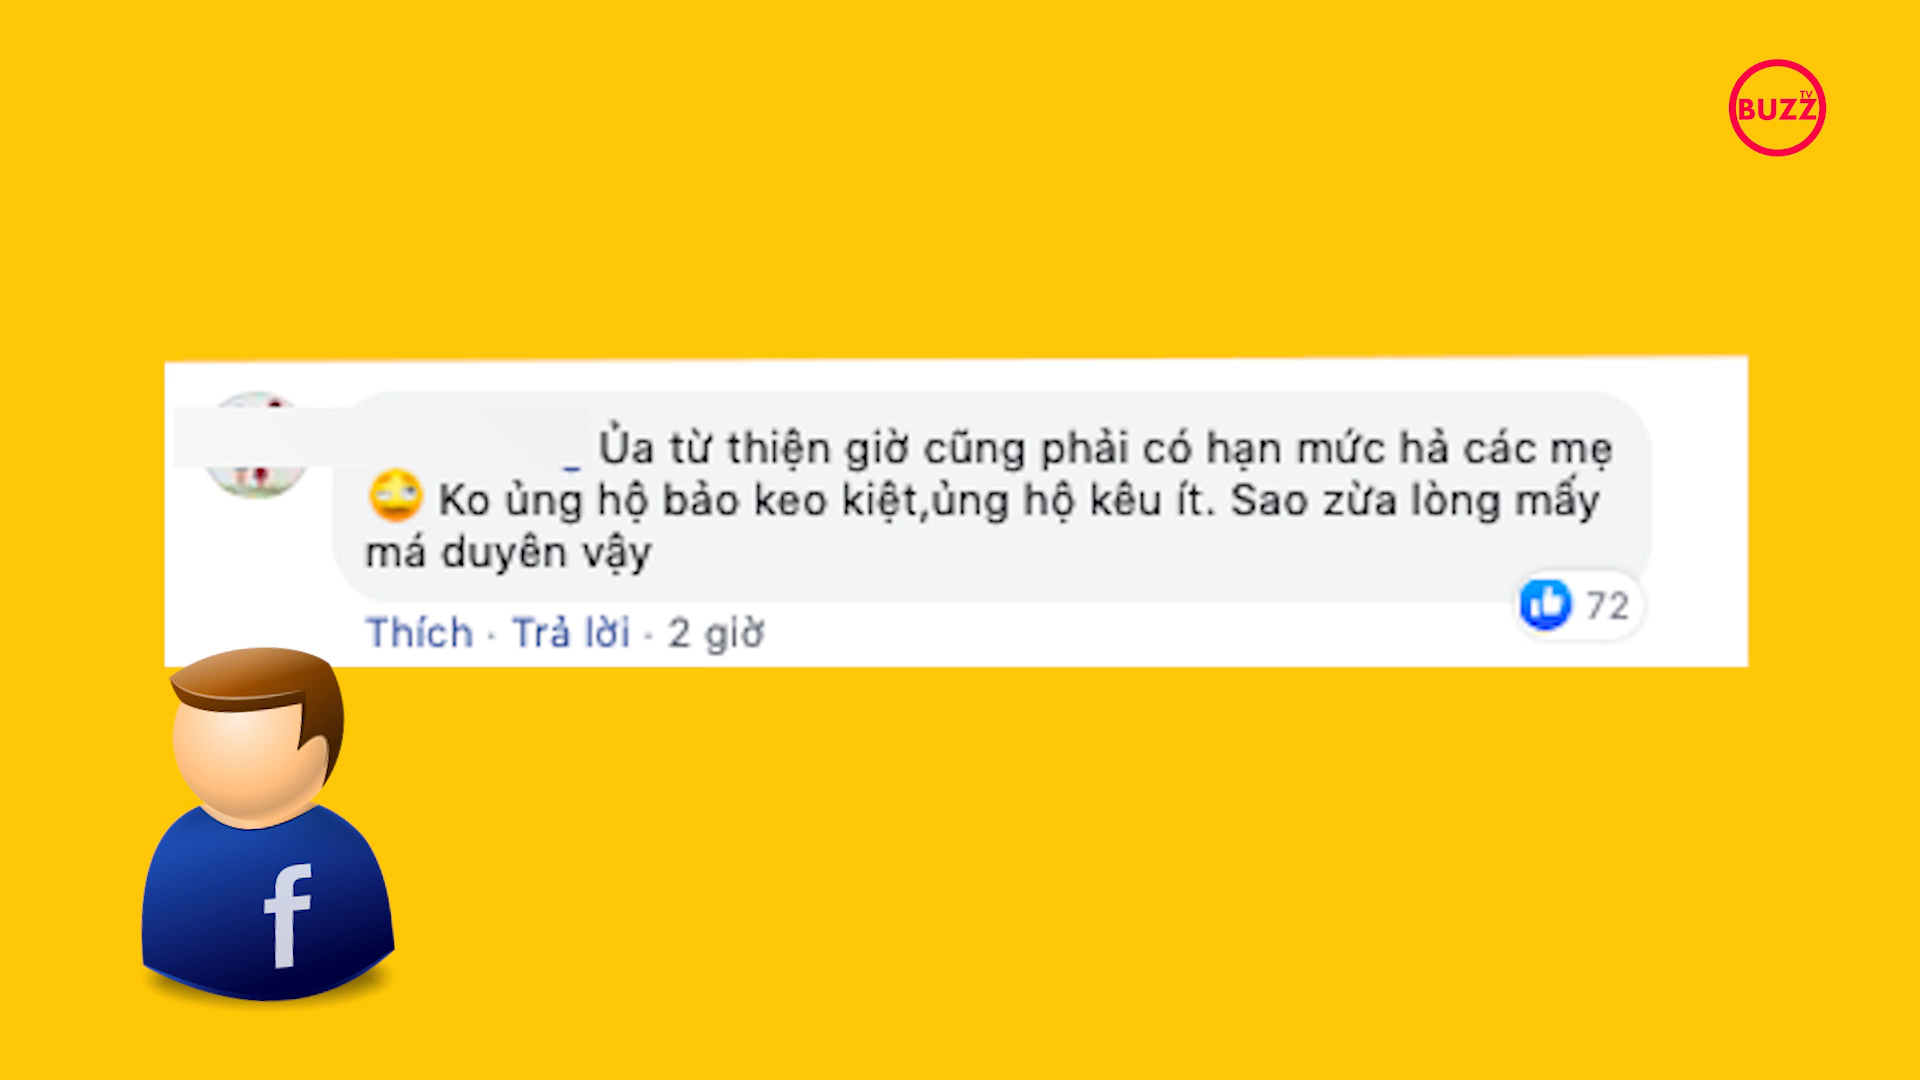 BUZZ TV
Ủa từ thiện giờ cũng phải có hạn mức hả các mẹ
Ko ủng hộ bảo keo kiệt,ủng hộ kêu ít. Sao zừa lòng mấy
má duyên vậy
72
Thích · Trả lời · 2 giờ
f